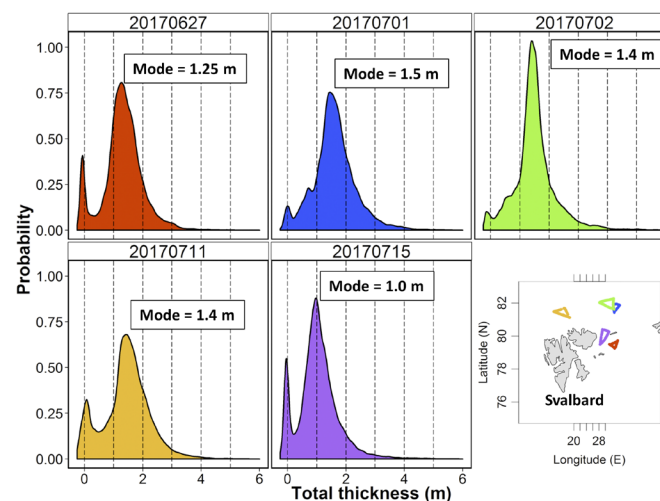 20170627 20170701 20170702
Mode = 1.25 m
Mode = 1.5 m
Mode = 1.4 m
1.00
0.75
0.50
0.25
0.00
Probability
20170711 20170715
Mode = 1.4 m
Mode = 1.0 m
1.00
0.75
0.50
0.25
0.00
0 2 4 6 0 2 4 6
Total thickness (m)
82
80
78
76
Latitude (N)
Svalbard
20 28
Longitude (E)